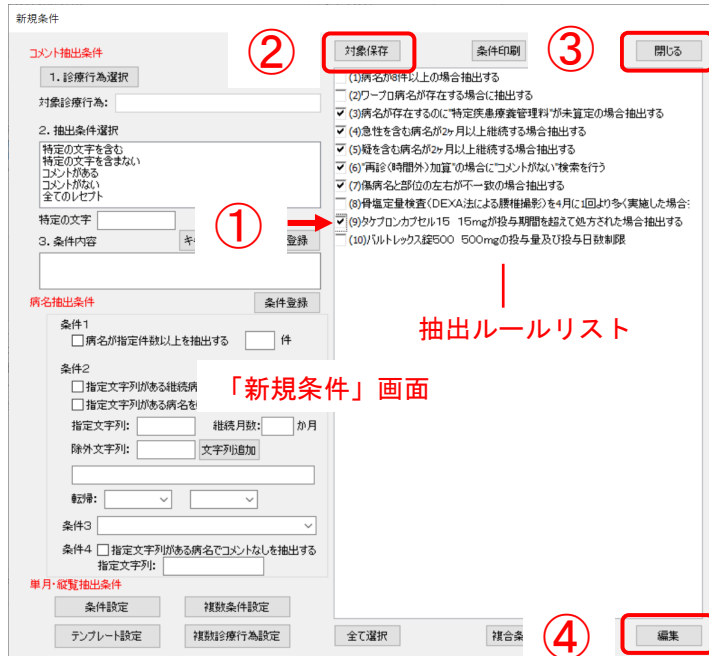 新規条件
コメント抽出条件
1.診療行為選択
対象診療行為:
2.抽出条件選択
特定の文字を含む
特定の文字を含まない
コメントがある
コメントがない
全てのレセプト
特定の文字
3.条件内容
キ
登録
病名抽出条件
条件登録
条件1
病名が指定件数以上を抽出する
件
条件2
指定文字列がある継続病
指定文字列がある病名を
指定文字列:
継続月数:
か月
除外文字列:
文字列追加
転帰:
条件3
条件4
指定文字列がある病名でコメントなしを抽出する
指定文字列:
単月・縦覧抽出条件
条件設定
複数条件設定
テンプレート設定
複数診療行為設定
②
対象保存
条件印刷
③
閉じる
(1)病名が8件以上の場合抽出する
(2)ワープロ病名が存在する場合に抽出する
(3)病名が存在するのに"特定疾患療養管理料"が未算定の場合抽出する
(4)急性を含む病名が2ヶ月以上継続する場合抽出する
(5)疑を含む病名が2ヶ月以上継続する場合抽出する
(6)"再診(時間外)加算"の場合に"コメントがない"検索を行う
(7)傷病名と部位の左右が不一致の場合抽出する
(8)骨塩定量検査(DEXA法による腰椎撮影)を4月に1回より多く実施した場合:
①
(9)タケプロンカプセル15 15mgが投与期間を超えて処方された場合抽出する
(10)バルトレックス錠500 500mgの投与量及び投与日数制限
抽出ルールリスト
「新規条件」画面
全て選択
複合条
④
編集